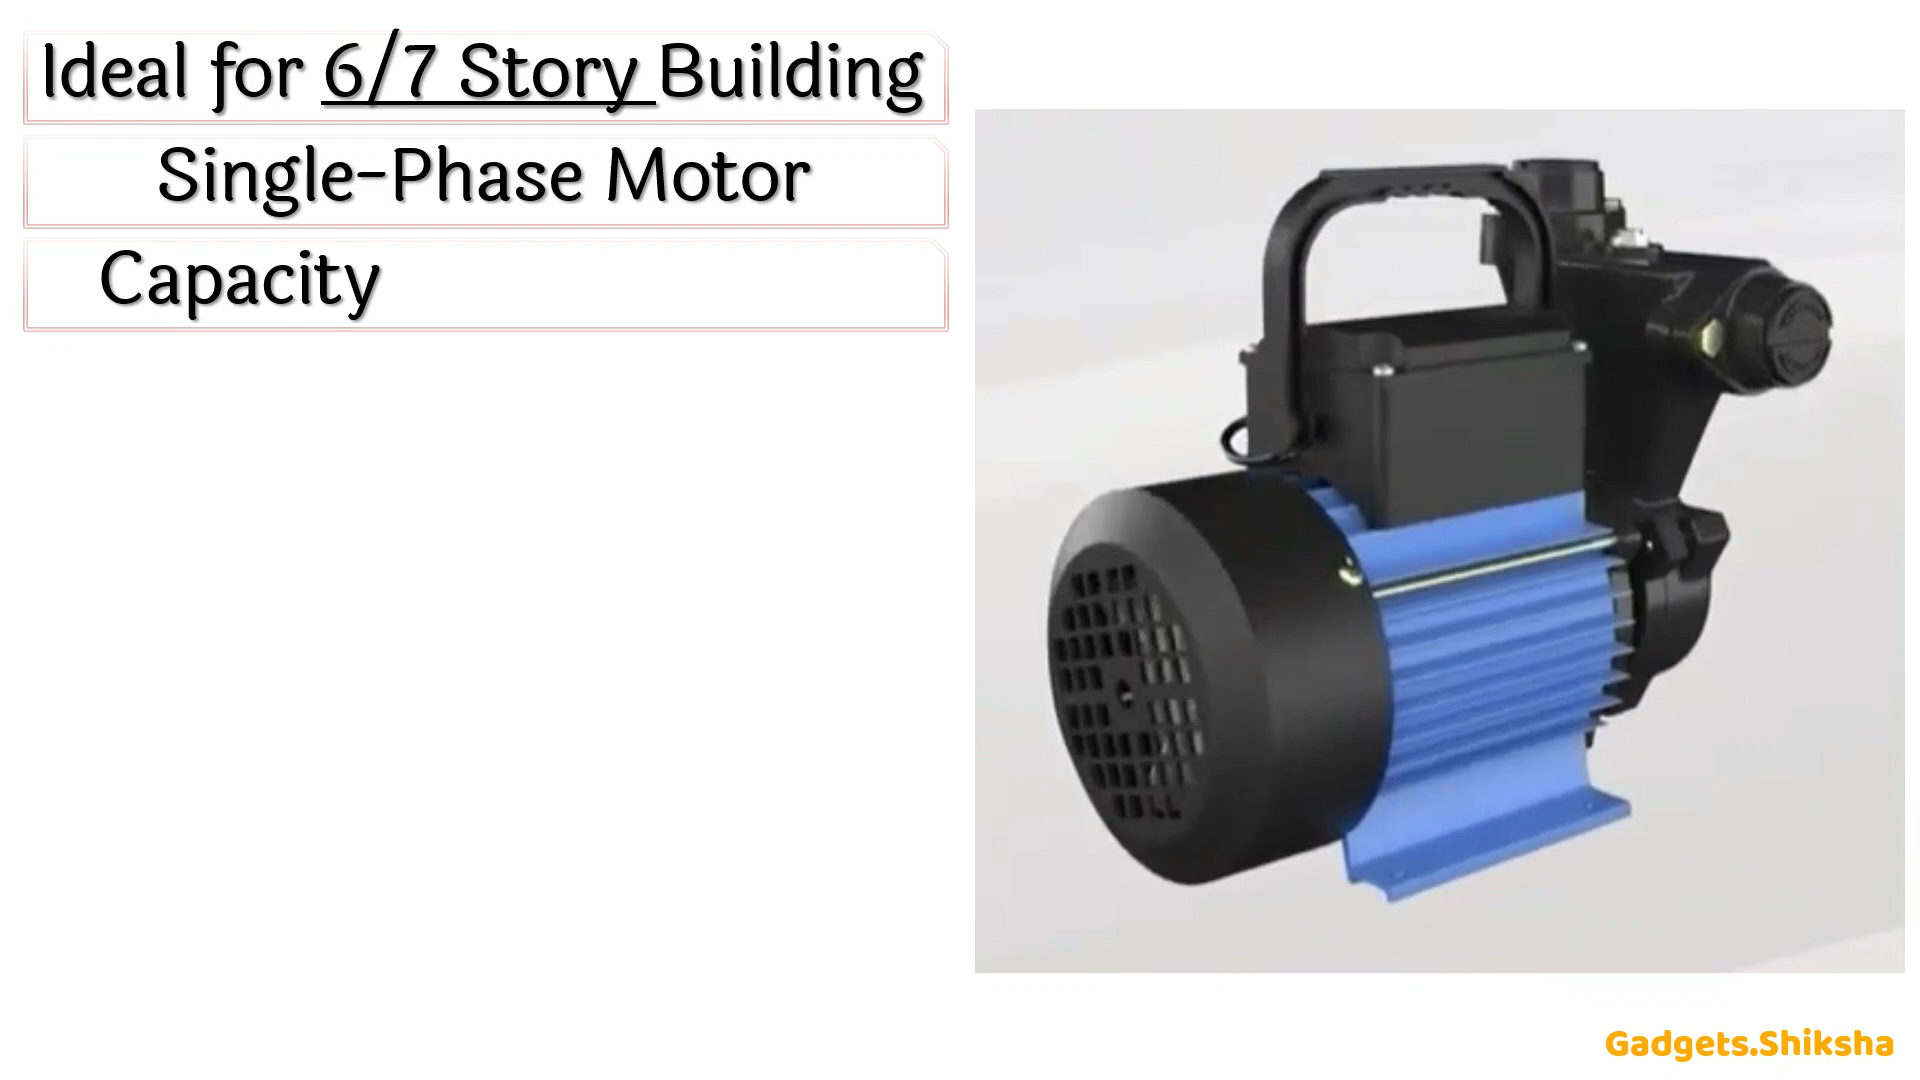 Ideal for 6/7 Story Building
Single-Phase Motor
Capacity
Gadgets.Shiksha